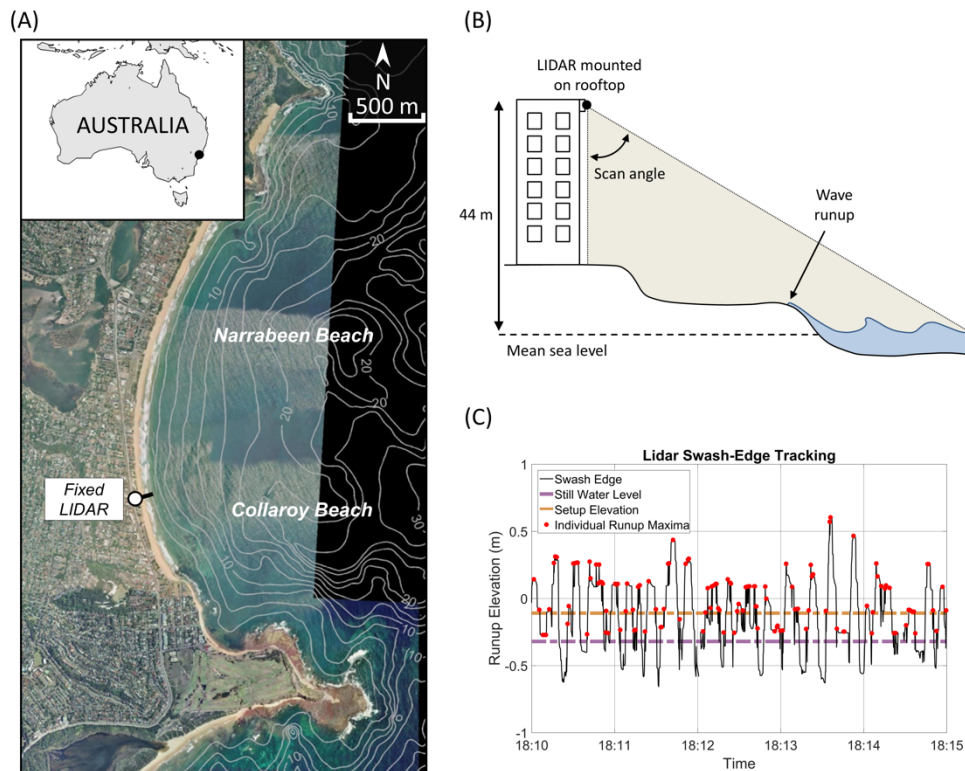 (A)
AUSTRALIA
N
500 m
20
10
Narrabeen Beach
20
10
20
Fixed
LIDAR
Collaroy Beach
30
20
10
(B)
LIDAR mounted
on rooftop
Scan angle
Wave
runup
44 m
Mean sea level
(C)
Lidar Swash-Edge Tracking
Swash Edge
Still Water Level
Setup Elevation
Individual Runup Maxima
Runup Elevation (m)
1
0.5
0
-0.5
-1
18:10 18:11 18:12 18:13 18:14 18:15
Time